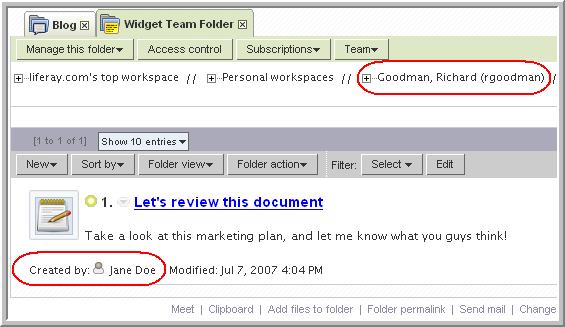 Blog Widget Team Folder
Manage this folder Access control Subscriptions Team
liferay.com's top workspace // Personal workspaces // Goodman, Richard (rgoodman) /
[1 to 1 of 1] Show 10 entries
New Sort by Folder view Folder action Filter: Select Edit
1. Let's review this document
Take a look at this marketing plan, and let me know what you guys think!
Created by: Jane Doe Modified: Jul 7, 2007 4:04 PM
Meet | Clipboard | Add files to folder | Folder permalink | Send mail | Change